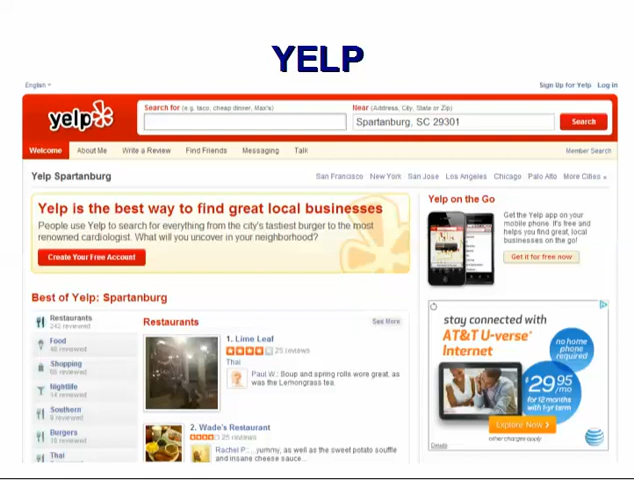 YELP
English
Sign Up for Yelp Log In
yelp
Search for (e.g. taco, cheap dinner, Max's)
Near (Address, City, State or Zip)
Spartanburg, SC 29301
Search
Welcome About Me Write a Review Find Friends Messaging Talk Member Search
Yelp Spartanburg
San Francisco New York San Jose Los Angeles Chicago Palo Alto More Cities »
Yelp is the best way to find great local businesses
People use Yelp to search for everything from the city's tastiest burger to the most
renowned cardiologist. What will you uncover in your neighborhood?
Create Your Free Account
Yelp on the Go
Get the Yelp app on your
mobile phone. It's free and
helps you find great, local
businesses on the go!
Get it for free now
Best of Yelp: Spartanburg
Restaurants
242 reviewed
Food
Shopping
Nightlife
14 reviewed
Southern
Burgers
Thai
Restaurants
See More
1. Lime Leaf
25 reviews
Thai
Paul W.: Soup and spring rolls were great, as
was the Lemongrass tea.
2. Wade's Restaurant
25 reviews
Rachel P.: ...yummy, as well as the sweet potato souffle
and insane cheese sauce...
stay connected with
AT&T U-verse®
Internet
no home
phone
required
$29.95/mo
for 12 months
with 1-yr term
Explore Now >
other charges apply
Details
at&t